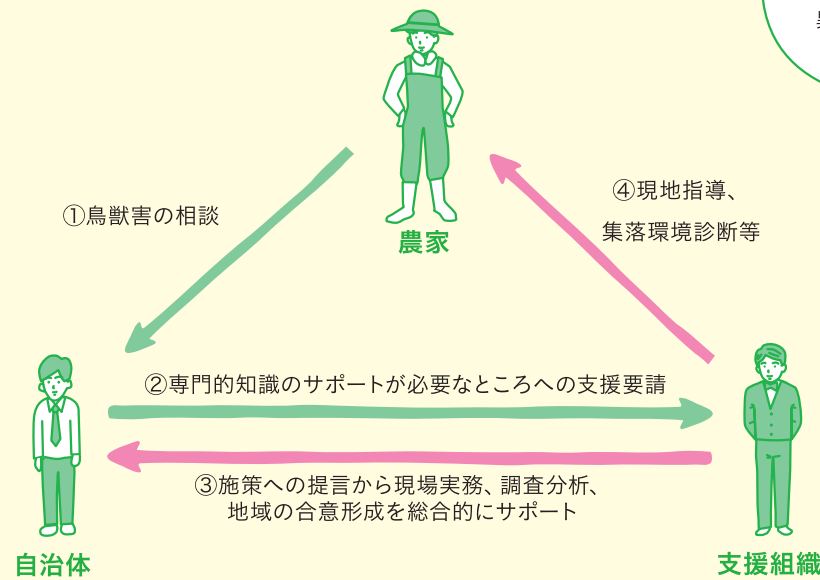 農家
①鳥獣害の相談
④現地指導、
集落環境診断等
②専門的知識のサポートが必要なところへの支援要請
③施策への提言から現場実務、調査分析、
地域の合意形成を総合的にサポート
自治体
支援組織